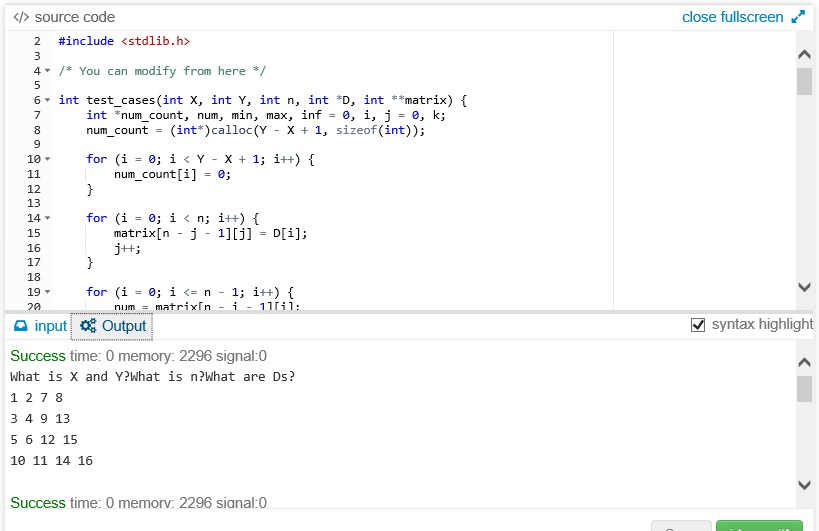 </> source code close fullscreen
2 #include <stdlib.h>
3
4 /* You can modify from here */
5
6 int test_cases(int X, int Y, int n, int *D, int **matrix) {
7 int *num_count, num, min, max, inf = 0, i, j = 0, k;
8 num_count = (int*)calloc(Y - X + 1, sizeof(int));
9
10 for (i = 0; i < Y - X + 1; i++) {
11 num_count[i] = 0;
12 }
13
14 for (i = 0; i < n; i++) {
15 matrix[n - j - 1][j] = D[i];
16 j++;
17 }
18
19 for (i = 0; i <= n - 1; i++) {
20 num = matrix[n - i - 1][i];
input Output syntax highlight
Success time: 0 memory: 2296 signal:0
What is X and Y?What is n?What are Ds?
1 2 7 8
3 4 9 13
5 6 12 15
10 11 14 16
Success time: 0 memory: 2296 signal:0